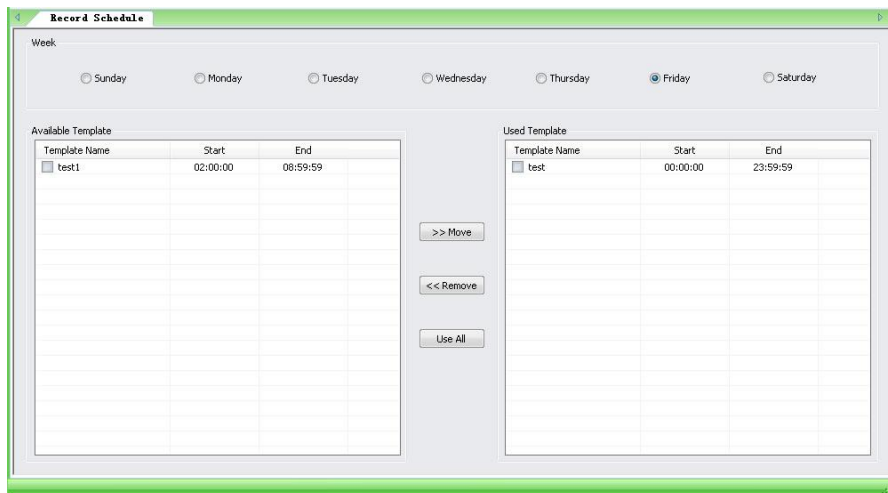 Record Schedule
Week
Sunday Monday Tuesday Wednesday Thursday Friday Saturday
Available Template
Template Name Start End
test1 02:00:00 08:59:59
>> Move
<< Remove
Use All
Used Template
Template Name Start End
test 00:00:00 23:59:59